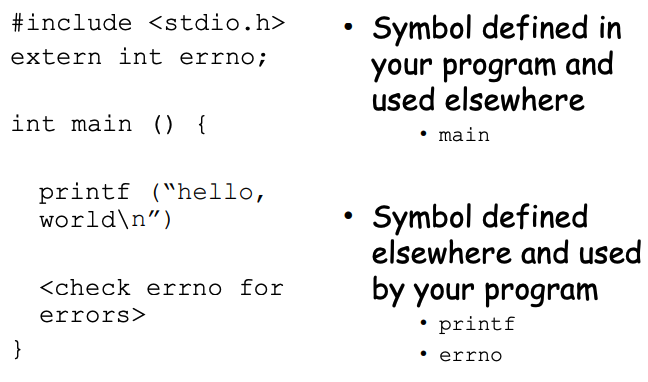 #include <stdio.h>
extern int errno;
int main () {
printf (“hello,
world\n”)
<check errno for
errors>
}
• Symbol defined in
your program and
used elsewhere
• main
• Symbol defined
elsewhere and used
by your program
• printf
• errno